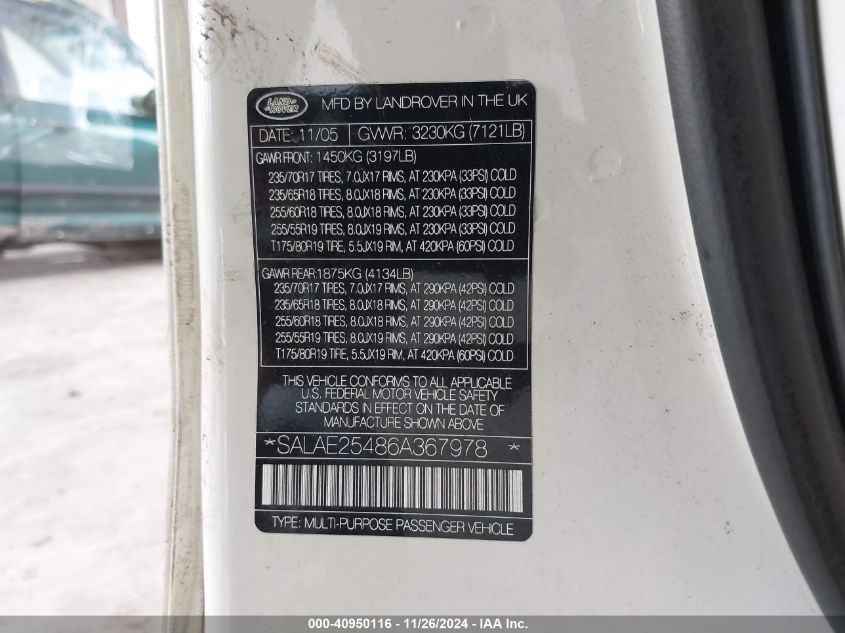 LAND
ROVER
MFD BY LANDROVER IN THE UK
DATE: 11/05 GVWR: 3230KG (7121LB)
GAWR FRONT: 1450KG (3197LB)
235/70R17 TIRES, 7.0JX17 RIMS, AT 230KPA (33PSI) COLD
235/65R18 TIRES, 8.0JX18 RIMS, AT 230KPA (33PSI) COLD
255/60R18 TIRES, 8.0JX18 RIMS, AT 230KPA (33PSI) COLD
255/55R19 TIRES, 8.0JX19 RIMS, AT 230KPA (33PSI) COLD
T175/80R19 TIRE, 5.5JX19 RIM, AT 420KPA (60PSI) COLD
GAWR REAR: 1875KG (4134LB)
235/70R17 TIRES, 7.0JX17 RIMS, AT 290KPA (42PSI) COLD
235/65R18 TIRES, 8.0JX18 RIMS, AT 290KPA (42PSI) COLD
255/60R18 TIRES, 8.0JX18 RIMS, AT 290KPA (42PSI) COLD
255/55R19 TIRES, 8.0JX19 RIMS, AT 290KPA (42PSI) COLD
T175/80R19 TIRE, 5.5JX19 RIM, AT 420KPA (60PSI) COLD
THIS VEHICLE CONFORMS TO ALL APPLICABLE
U.S. FEDERAL MOTOR VEHICLE SAFETY
STANDARDS IN EFFECT ON THE DATE OF
MANUFACTURE SHOWN ABOVE
*SALAE25486A367978 *
TYPE: MULTI-PURPOSE PASSENGER VEHICLE
000-40950116 - 11/26/2024 - IAA Inc.